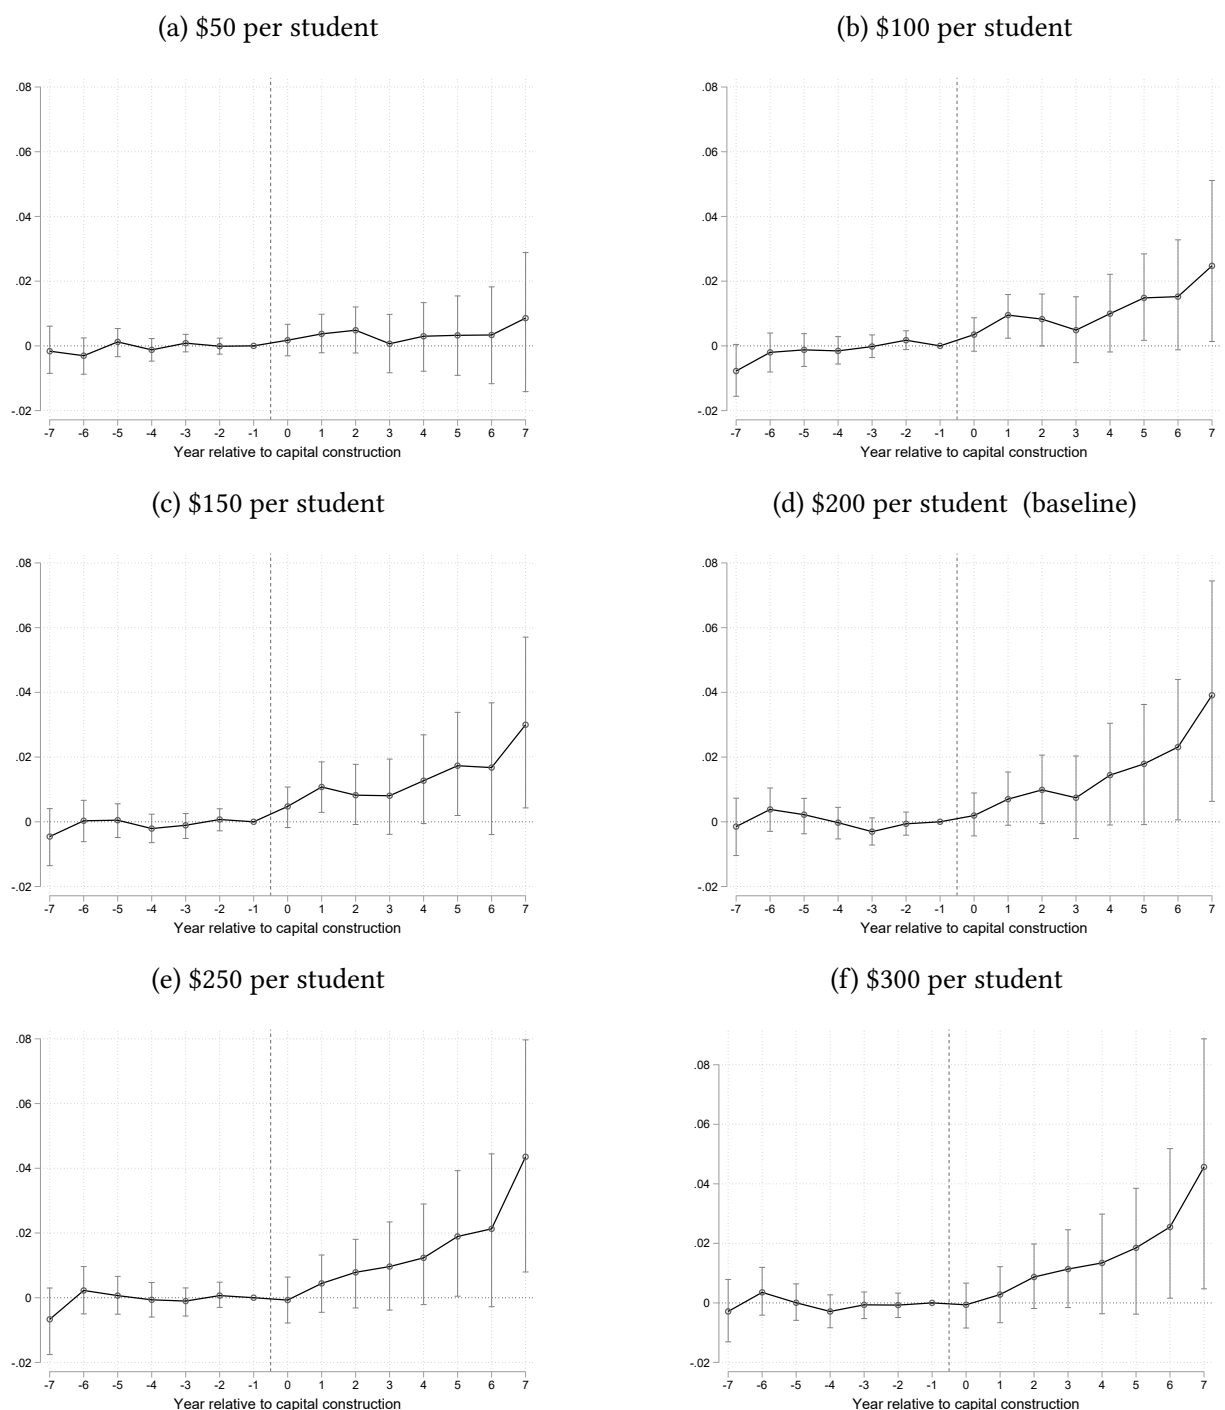 (a) $50 per student
.08
.06
.04
.02
0
-.02
-7 -6 -5 -4 -3 -2 -1 0 1 2 3 4 5 6 7
Year relative to capital construction
(b) $100 per student
.08
.06
.04
.02
0
-.02
-7 -6 -5 -4 -3 -2 -1 0 1 2 3 4 5 6 7
Year relative to capital construction
(c) $150 per student
.08
.06
.04
.02
0
-.02
-7 -6 -5 -4 -3 -2 -1 0 1 2 3 4 5 6 7
Year relative to capital construction
(d) $200 per student (baseline)
.08
.06
.04
.02
0
-.02
-7 -6 -5 -4 -3 -2 -1 0 1 2 3 4 5 6 7
Year relative to capital construction
(e) $250 per student
.08
.06
.04
.02
0
-.02
-7 -6 -5 -4 -3 -2 -1 0 1 2 3 4 5 6 7
Year relative to capital construction
(f) $300 per student
.08
.06
.04
.02
0
-.02
-7 -6 -5 -4 -3 -2 -1 0 1 2 3 4 5 6 7
Year relative to capital construction